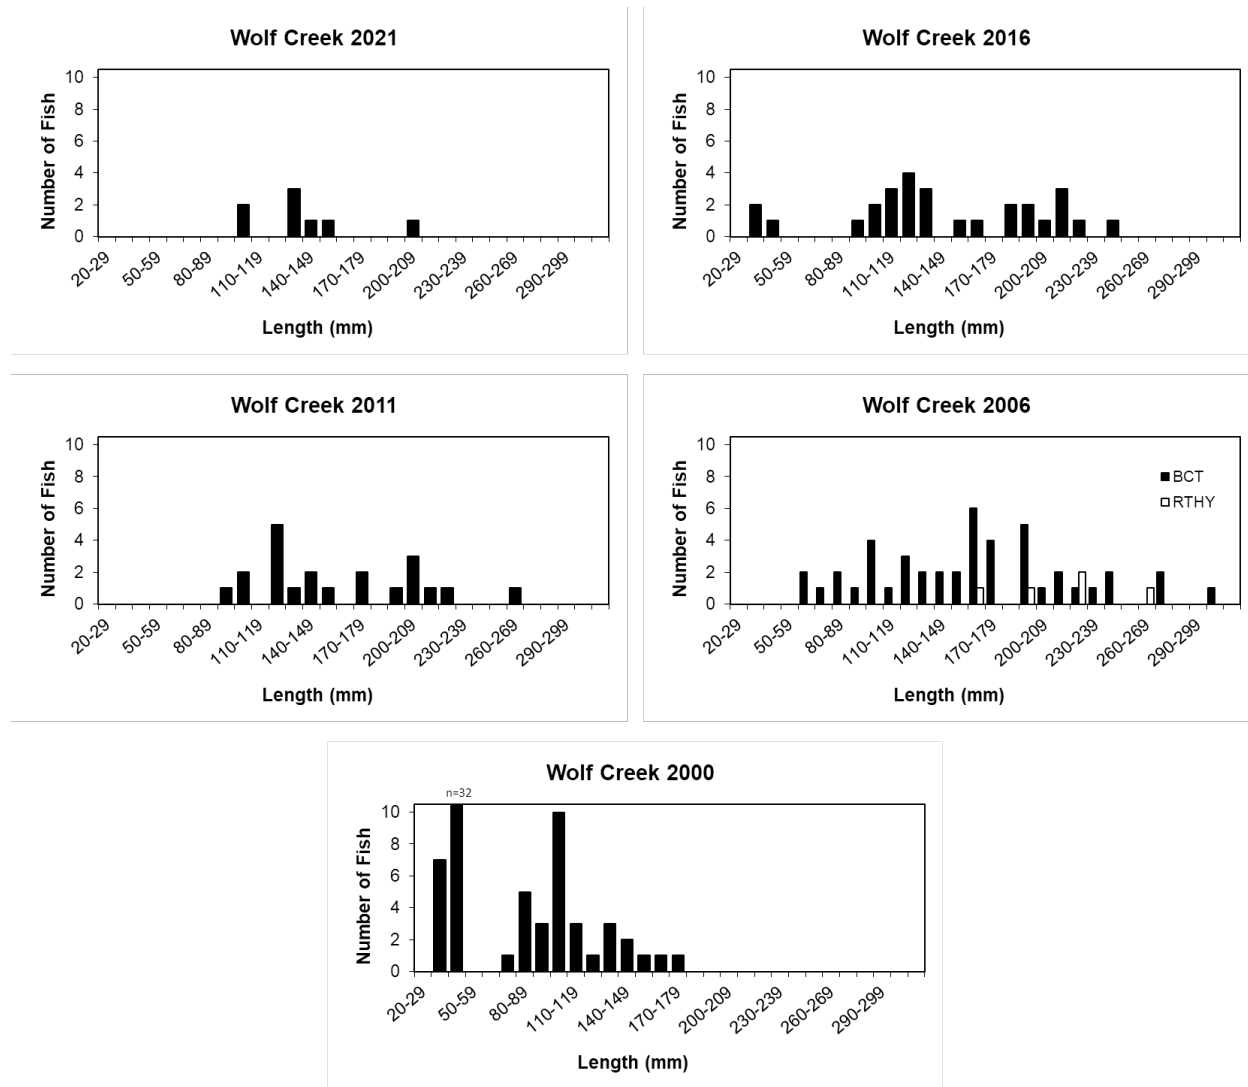 Wolf Creek 2021
Number of Fish
10
8
6
4
2
0
20-29 50-59 80-89 110-119 140-149 170-179 200-209 230-239 260-269 290-299
Length (mm)
Wolf Creek 2016
Number of Fish
10
8
6
4
2
0
20-29 50-59 80-89 110-119 140-149 170-179 200-209 230-239 260-269 290-299
Length (mm)
Wolf Creek 2011
Number of Fish
10
8
6
4
2
0
20-29 50-59 80-89 110-119 140-149 170-179 200-209 230-239 260-269 290-299
Length (mm)
Wolf Creek 2006
Number of Fish
10
8
6
4
2
0
BCT
RTHY
20-29 50-59 80-89 110-119 140-149 170-179 200-209 230-239 260-269 290-299
Length (mm)
Wolf Creek 2000
n=32
Number of Fish
10
8
6
4
2
0
20-29 50-59 80-89 110-119 140-149 170-179 200-209 230-239 260-269 290-299
Length (mm)